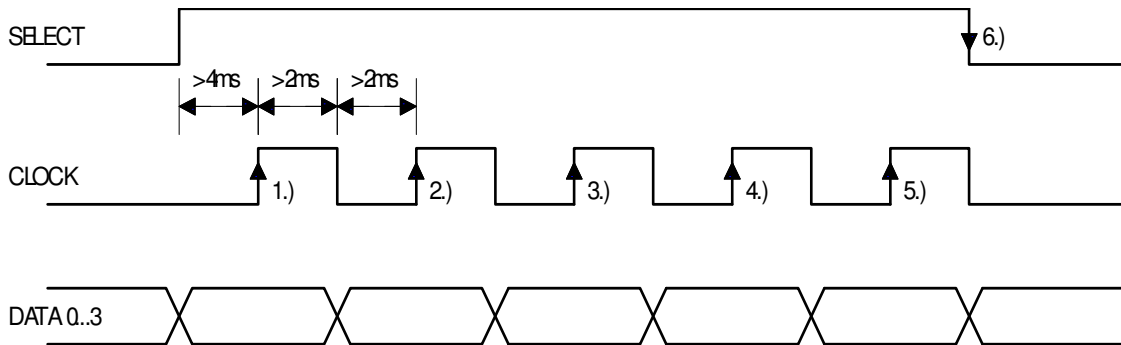 SELECT
6.)
>4ms >2ms >2ms
CLOCK
1.) 2.) 3.) 4.) 5.)
DATA 0..3